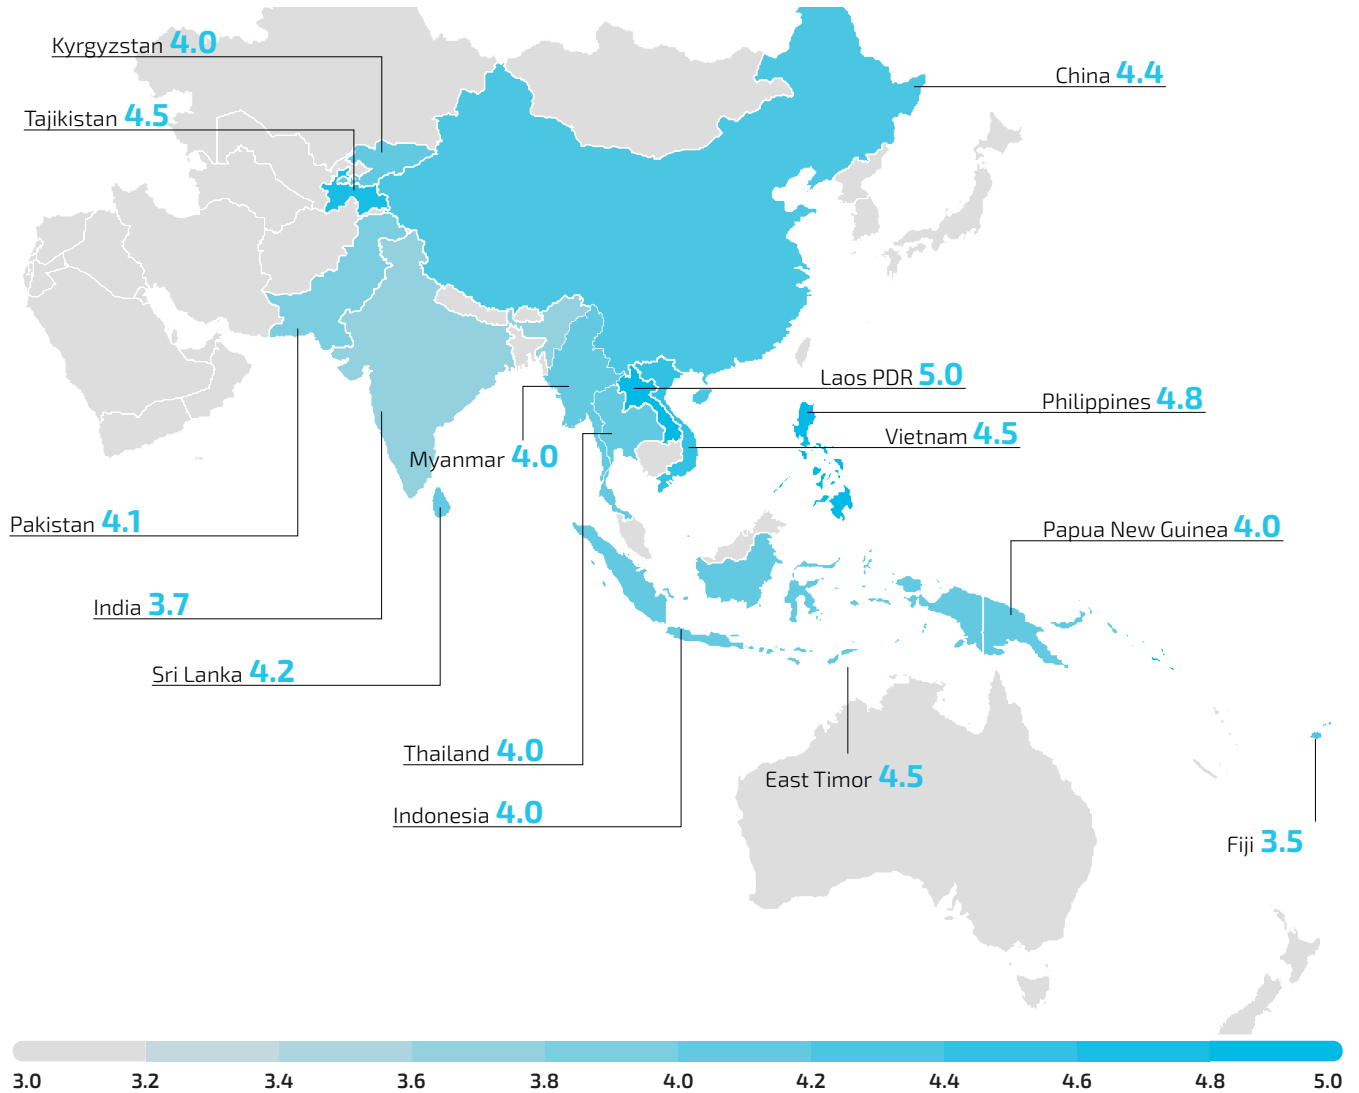 Kyrgyzstan 4.0
China 4.4
Tajikistan 4.5
Laos PDR 5.0
Philippines 4.8
Vietnam 4.5
Myanmar 4.0
Pakistan 4.1
Papua New Guinea 4.0
India 3.7
Sri Lanka 4.2
Thailand 4.0
East Timor 4.5
Indonesia 4.0
Fiji 3.5
3.0 3.2 3.4 3.6 3.8 4.0 4.2 4.4 4.6 4.8 5.0